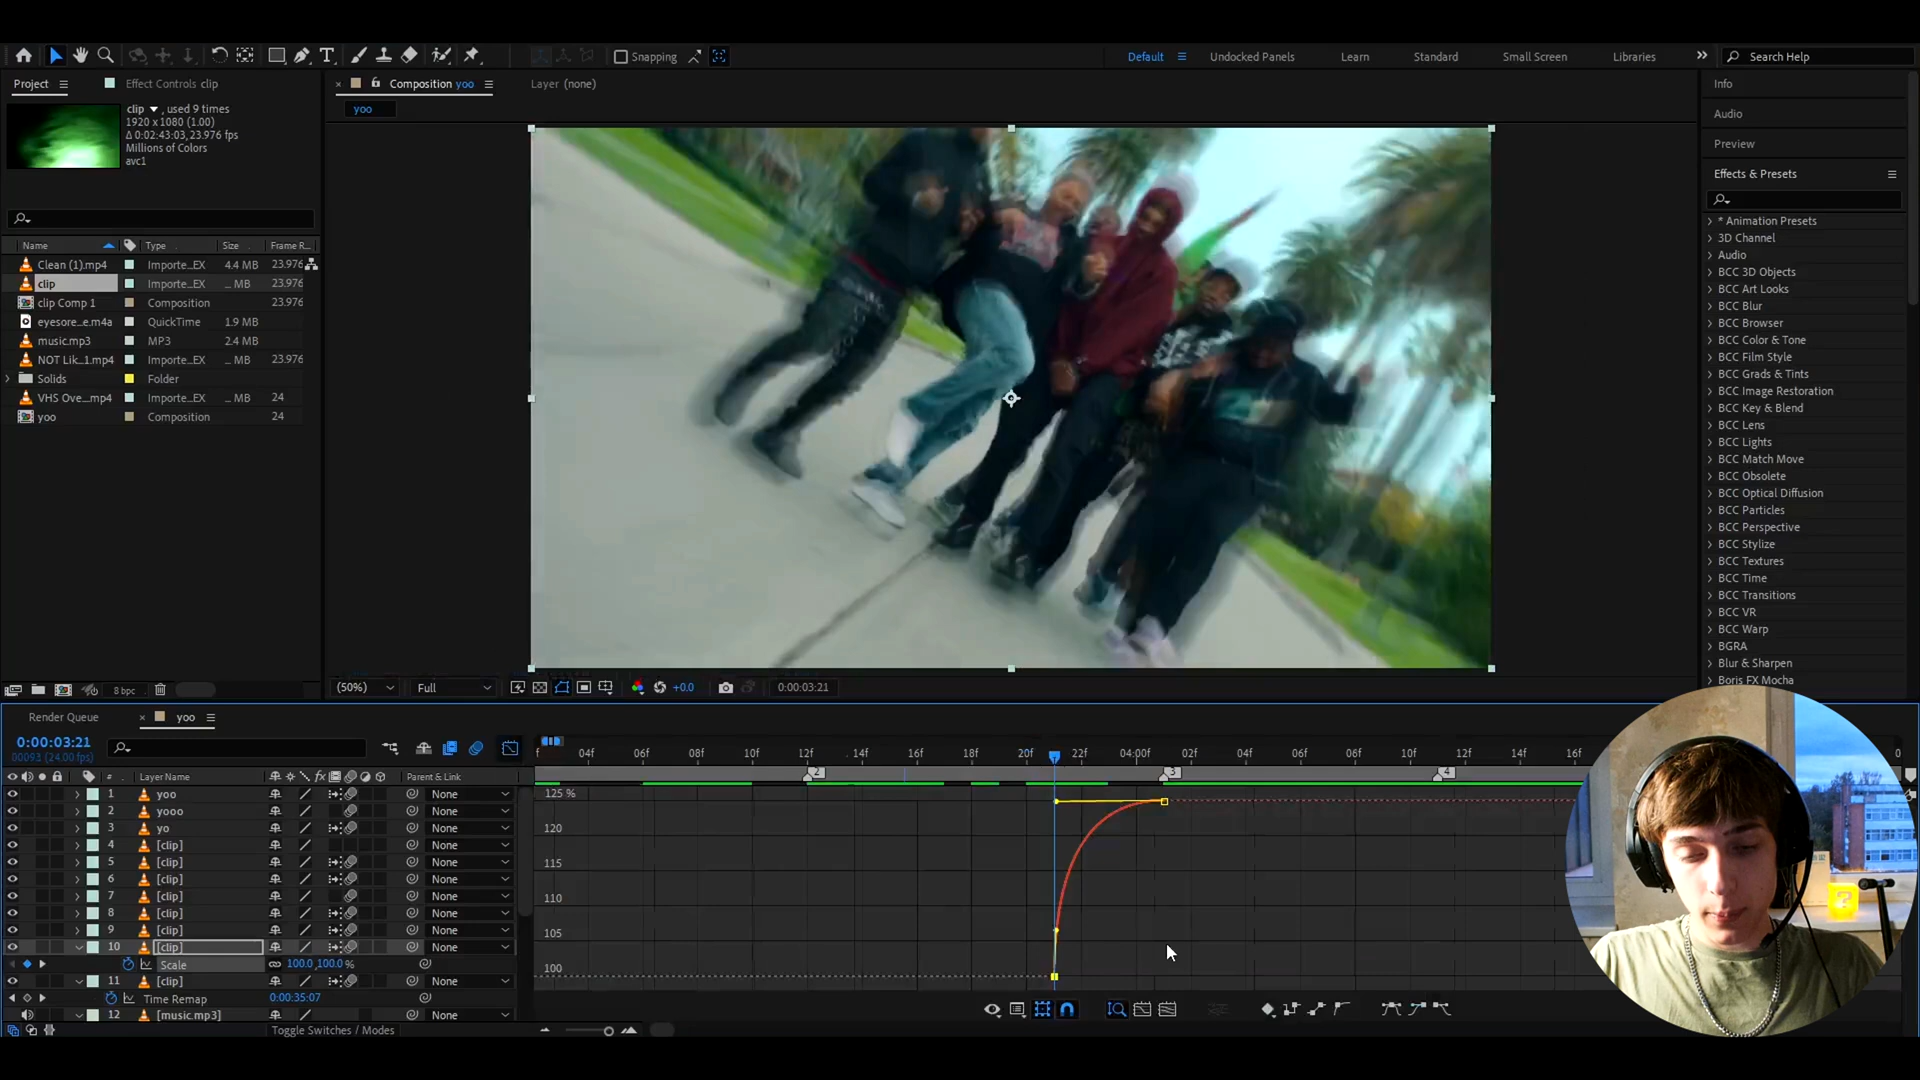 Snapping
Default
Undocked Panels
Learn
Standard
Small Screen
Libraries
Search Help
Project
Effect Controls clip
Composition yoo
Layer (none)
yoo
clip , used 9 times
1920 x 1080 (1.00)
Δ 0:02:43:03, 23.976 fps
Millions of Colors
avc1
Name Type Size Frame R...
Clean (1).mp4 Importe...EX 4.4 MB 23.976
clip Importe...EX ... MB 23.976
clip Comp 1 Composition 23.976
eyesore...e.m4a QuickTime 1.9 MB
music.mp3 MP3 2.4 MB
NOT Lik...1.mp4 Importe...EX ... MB 23.976
Solids Folder
VHS Ove....mp4 Importe...EX ... MB 24
yoo Composition 24
8 bpc
(50%) Full +0.0 0:00:03:21
Info
Audio
Preview
Effects & Presets
* Animation Presets
3D Channel
Audio
BCC 3D Objects
BCC Art Looks
BCC Blur
BCC Browser
BCC Color & Tone
BCC Film Style
BCC Grads & Tints
BCC Image Restoration
BCC Key & Blend
BCC Lens
BCC Lights
BCC Match Move
BCC Obsolete
BCC Optical Diffusion
BCC Particles
BCC Perspective
BCC Stylize
BCC Textures
BCC Time
BCC Transitions
BCC VR
BCC Warp
BGRA
Blur & Sharpen
Boris FX Mocha
Render Queue
yoo
0:00:03:21
00093 (24.00 fps)
f 04f 06f 08f 10f 12f 14f 16f 18f 20f 22f 04:00f 02f 04f 06f 08f 10f 12f 14f 16f
2 3 4
# Layer Name Parent & Link
1 yoo None
2 yooo None
3 yo None
4 [clip] None
5 [clip] None
6 [clip] None
7 [clip] None
8 [clip] None
9 [clip] None
10 [clip] None
Scale 100.0,100.0%
11 [clip] None
Time Remap 0:00:35:07
12 [music.mp3] None
Toggle Switches / Modes
125 %
120
115
110
105
100